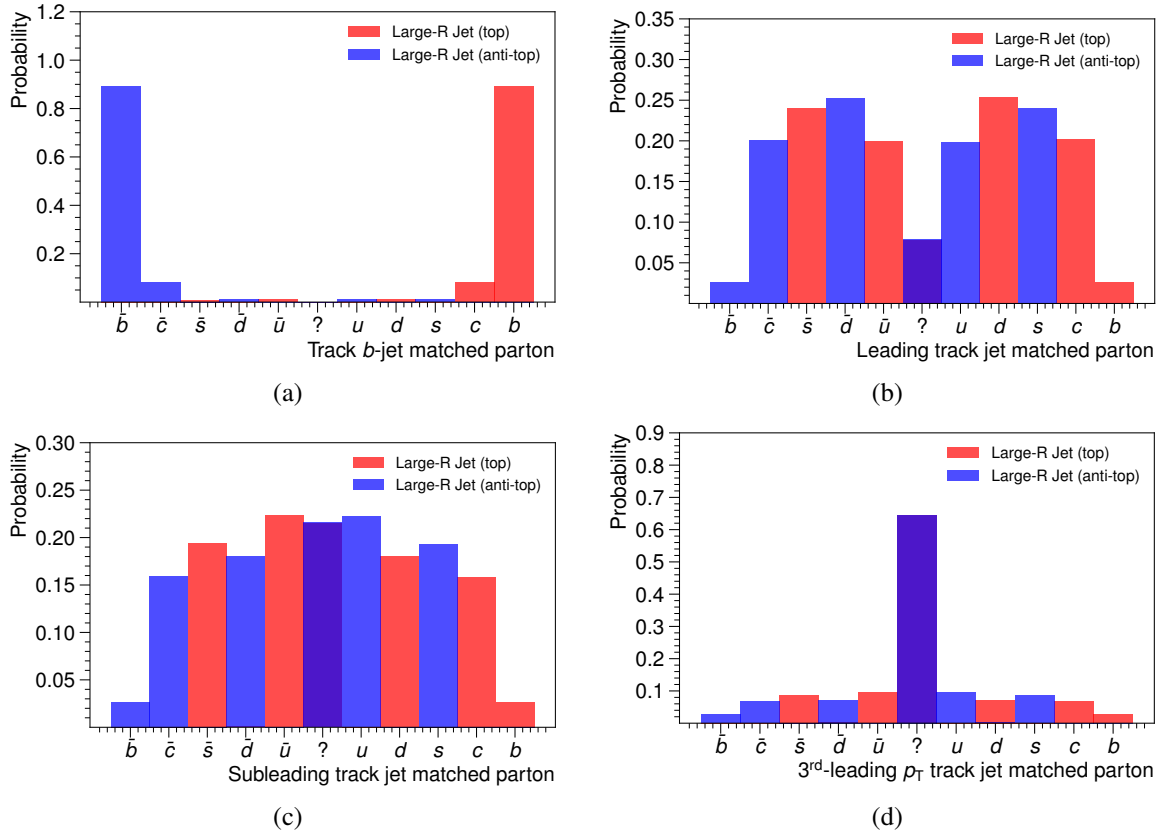 Probability
1.2
1.0
0.8
0.6
0.4
0.2
Large-R Jet (top)
Large-R Jet (anti-top)
b̄ c̄ s̄ d̄ ū ? u d s c b
Track b-jet matched parton
(a)
Probability
0.35
0.30
0.25
0.20
0.15
0.10
0.05
Large-R Jet (top)
Large-R Jet (anti-top)
b̄ c̄ s̄ d̄ ū ? u d s c b
Leading track jet matched parton
(b)
Probability
0.30
0.25
0.20
0.15
0.10
0.05
Large-R Jet (top)
Large-R Jet (anti-top)
b̄ c̄ s̄ d̄ ū ? u d s c b
Subleading track jet matched parton
(c)
Probability
0.9
0.8
0.7
0.6
0.5
0.4
0.3
0.2
0.1
Large-R Jet (top)
Large-R Jet (anti-top)
b̄ c̄ s̄ d̄ ū ? u d s c b
3rd-leading pT track jet matched parton
(d)